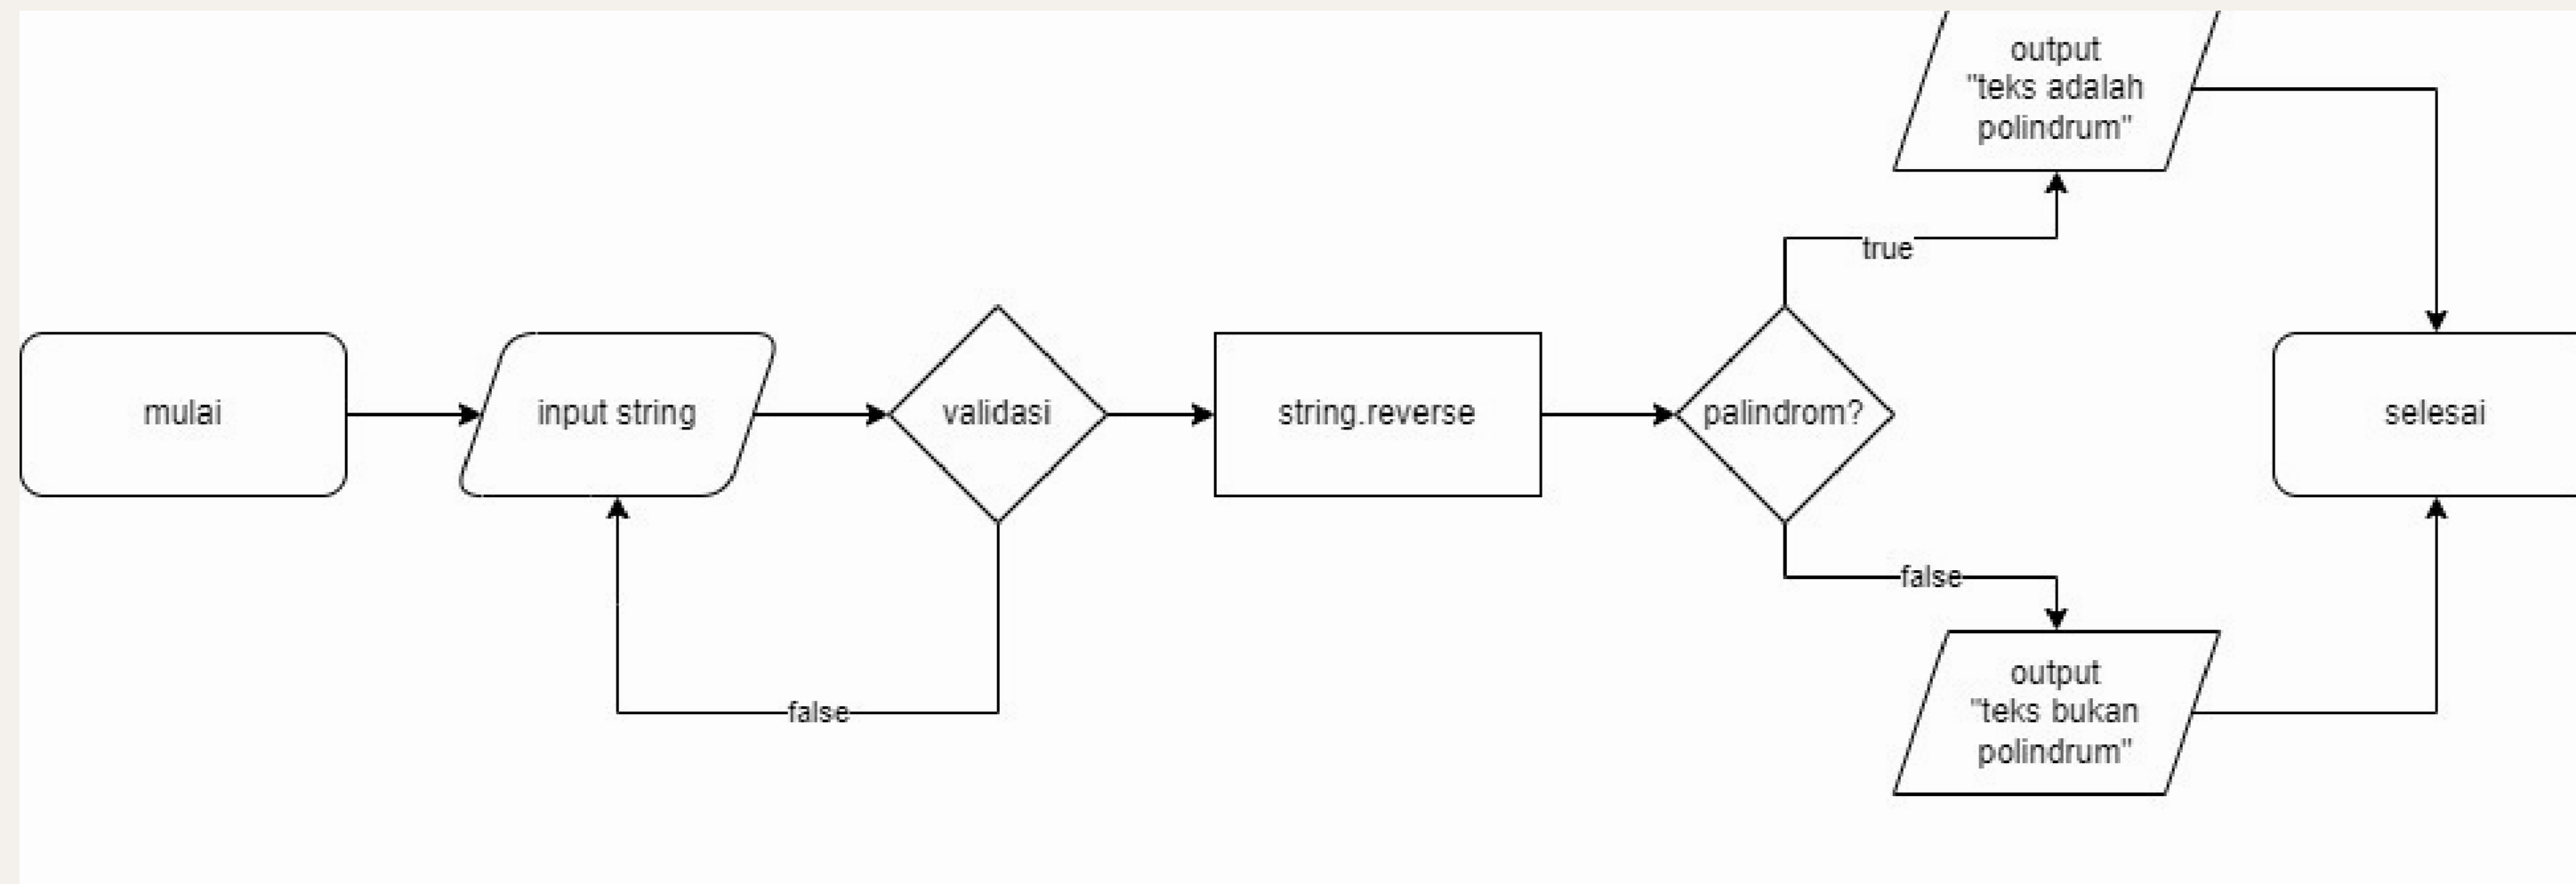 mulai
input string
validasi
false
string.reverse
palindrom?
true
output
"teks adalah
polindrum"
false
output
"teks bukan
polindrum"
selesai